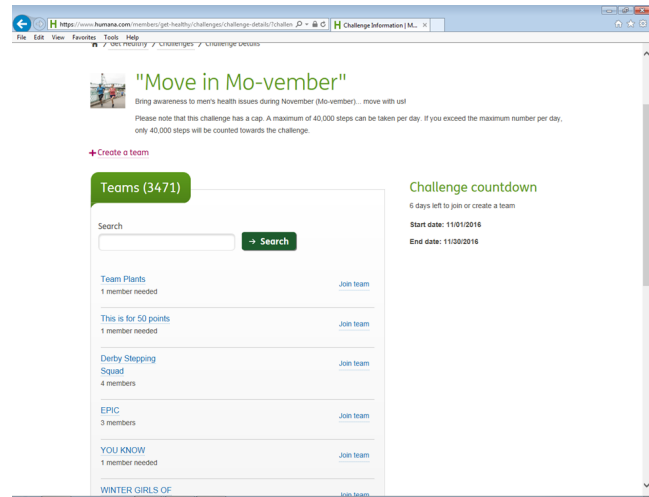 https://www.humana.com/members/get-healthy/challenges/challenge-details/?challen
Challenge Information | M...
File Edit View Favorites Tools Help
/ Get Healthy / Challenges / Challenge Details
"Move in Mo-vember"
Bring awareness to men's health issues during November (Mo-vember)... move with us!
Please note that this challenge has a cap. A maximum of 40,000 steps can be taken per day. If you exceed the maximum number per day,
only 40,000 steps will be counted towards the challenge.
+Create a team
Teams (3471)
Search
→ Search
Team Plants
1 member needed
Join team
This is for 50 points
1 member needed
Join team
Derby Stepping
Squad
4 members
Join team
EPIC
3 members
Join team
YOU KNOW
1 member needed
Join team
WINTER GIRLS OF
Join team
Challenge countdown
6 days left to join or create a team
Start date: 11/01/2016
End date: 11/30/2016